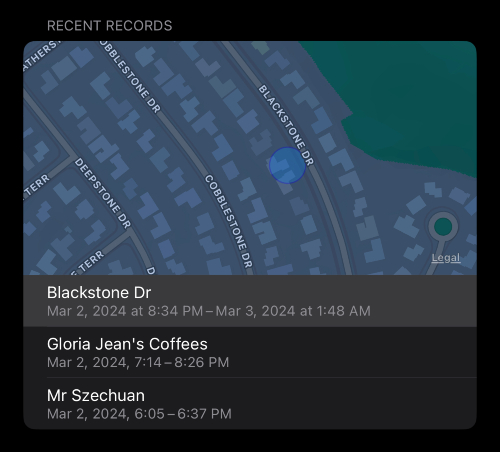 RECENT RECORDS
ATHERST
OBBLESTONE DR
BLACKSTONE DR
TERR
DEEPSTONE DR
COBBLESTONE DR
TERR
D
Legal
Blackstone Dr
Mar 2, 2024 at 8:34 PM – Mar 3, 2024 at 1:48 AM
Gloria Jean's Coffees
Mar 2, 2024, 7:14 – 8:26 PM
Mr Szechuan
Mar 2, 2024, 6:05 – 6:37 PM